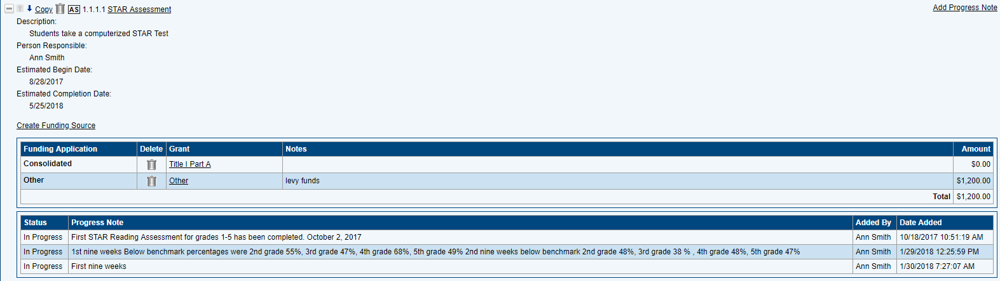 Copy AS 1.1.1.1 STAR Assessment Add Progress Note
Description:
Students take a computerized STAR Test
Person Responsible:
Ann Smith
Estimated Begin Date:
8/28/2017
Estimated Completion Date:
5/25/2018
Create Funding Source
Funding Application Delete Grant Notes Amount
Consolidated Title I Part A $0.00
Other Other levy funds $1,200.00
Total $1,200.00
Status Progress Note Added By Date Added
In Progress First STAR Reading Assessment for grades 1-5 has been completed. October 2, 2017 Ann Smith 10/18/2017 10:51:19 AM
In Progress 1st nine weeks Below benchmark percentages were 2nd grade 55%, 3rd grade 47%, 4th grade 68%, 5th grade 49% 2nd nine weeks below benchmark 2nd grade 48%, 3rd grade 38 % , 4th grade 48%, 5th grade 47% Ann Smith 1/29/2018 12:25:59 PM
In Progress First nine weeks Ann Smith 1/30/2018 7:27:07 AM